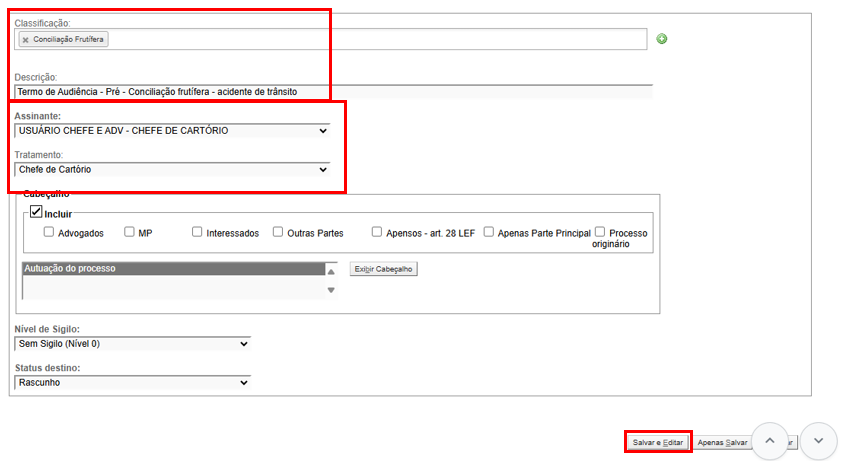 Classificação:
Conciliação Frutífera
Descrição:
Termo de Audiência - Pré - Conciliação frutífera - acidente de trânsito
Assinante:
USUÁRIO CHEFE E ADV - CHEFE DE CARTÓRIO
Tratamento:
Chefe de Cartório
Cabeçalho
Incluir
Advogados MP Interessados Outras Partes Apensos - art. 28 LEF Apenas Parte Principal Processo
originário
Autuação do processo
Exibir Cabeçalho
Nível de Sigilo:
Sem Sigilo (Nível 0)
Status destino:
Rascunho
Salvar e Editar Apenas Salvar